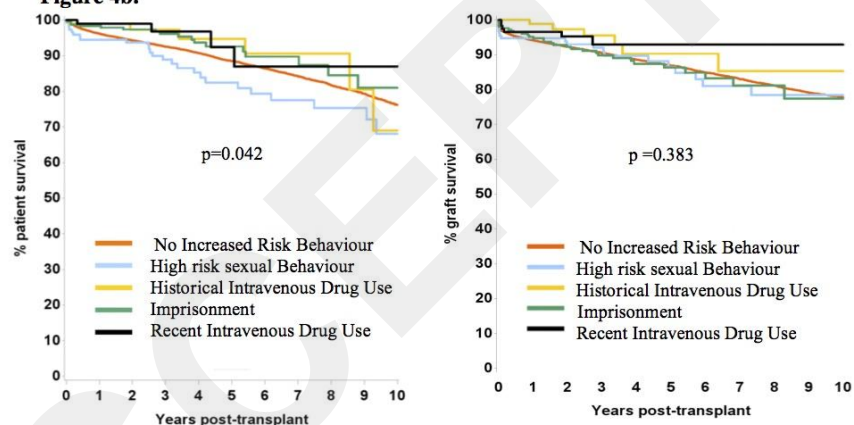 Figure 4b.
100
90
80
70
60
50
40
30
20
10
0
% patient survival
p=0.042
No Increased Risk Behaviour
High risk sexual Behaviour
Historical Intravenous Drug Use
Imprisonment
Recent Intravenous Drug Use
0 1 2 3 4 5 6 7 8 9 10
Years post-transplant
100
90
80
70
60
50
40
30
20
10
0
% graft survival
p =0.383
No Increased Risk Behaviour
High risk sexual Behaviour
Historical Intravenous Drug Use
Imprisonment
Recent Intravenous Drug Use
0 1 2 3 4 5 6 7 8 9 10
Years post-transplant